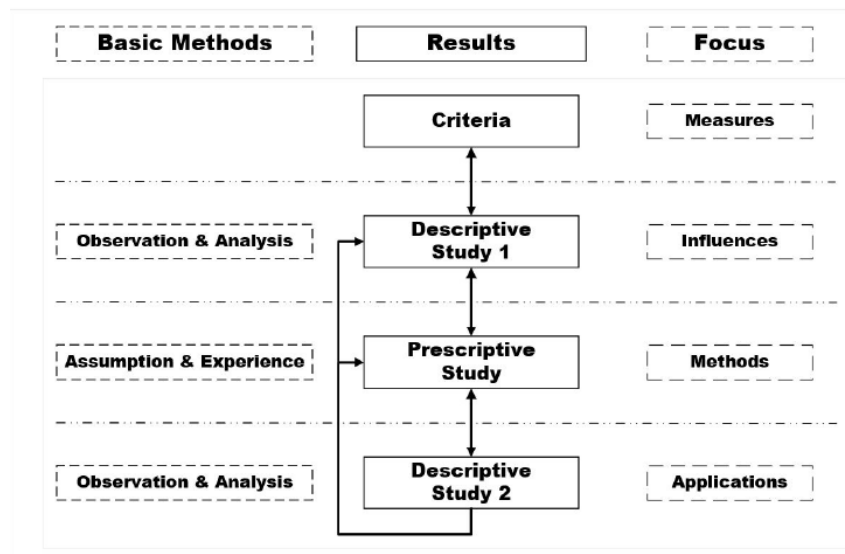 Basic Methods
Results
Focus
Criteria
Measures
Observation & Analysis
Descriptive
Study 1
Influences
Assumption & Experience
Prescriptive
Study
Methods
Observation & Analysis
Descriptive
Study 2
Applications